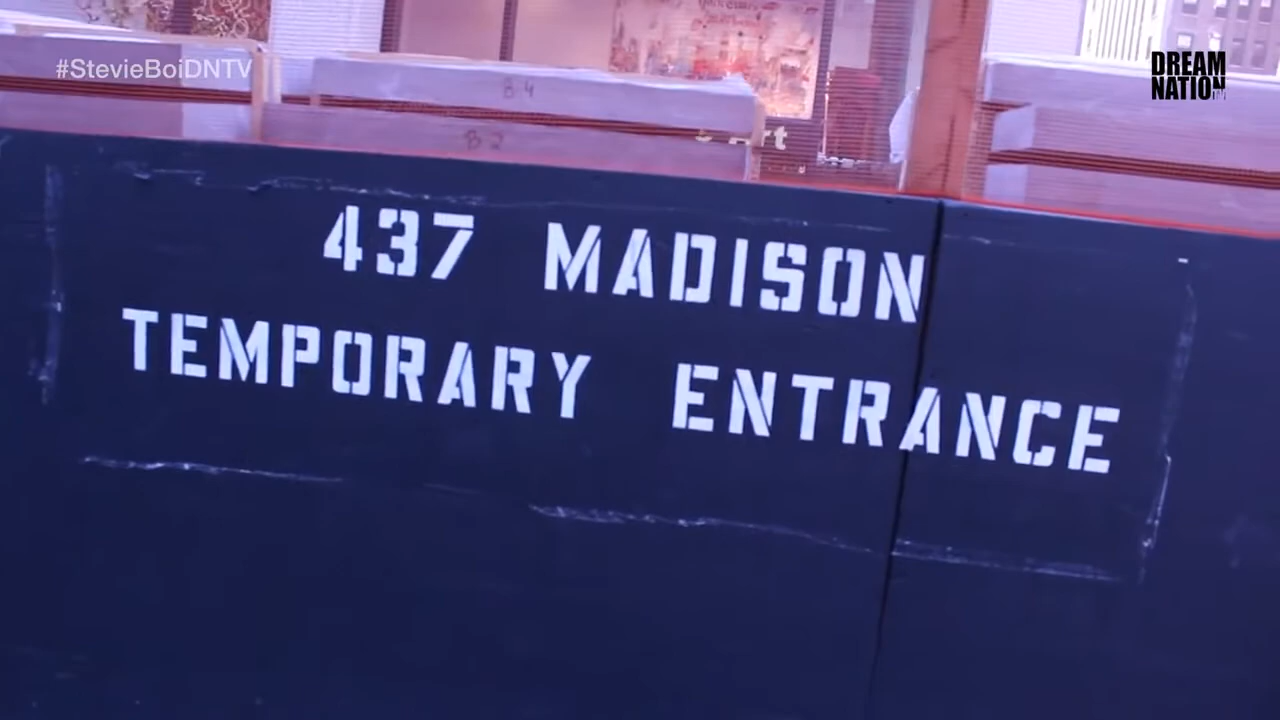 #StevieBoiDNTV
DREAM
NATION
B4
B2
437 MADISON
TEMPORARY ENTRANCE